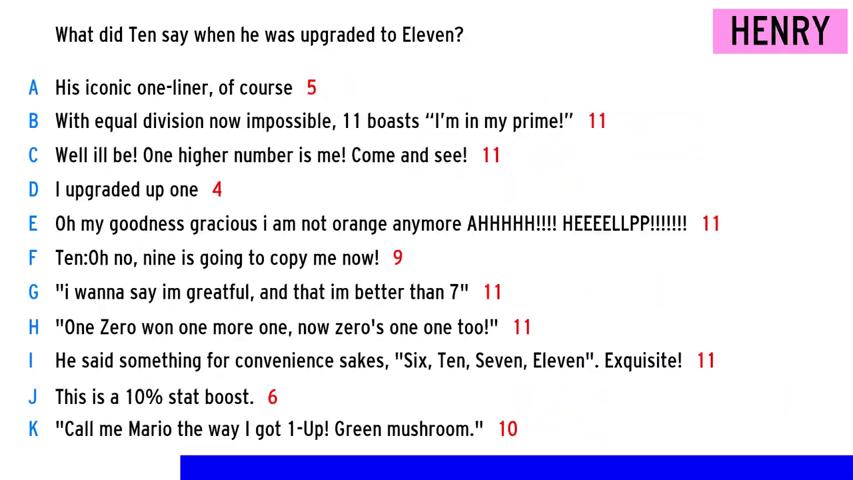 HENRY
What did Ten say when he was upgraded to Eleven?
A His iconic one-liner, of course 5
B With equal division now impossible, 11 boasts “I'm in my prime!” 11
C Well ill be! One higher number is me! Come and see! 11
D I upgraded up one 4
E Oh my goodness gracious i am not orange anymore AHHHHH!!!! HEEEELLPP!!!!!!! 11
F Ten:Oh no, nine is going to copy me now! 9
G "i wanna say im greatful, and that im better than 7" 11
H "One Zero won one more one, now zero's one one too!" 11
I He said something for convenience sakes, "Six, Ten, Seven, Eleven". Exquisite! 11
J This is a 10% stat boost. 6
K "Call me Mario the way I got 1-Up! Green mushroom." 10